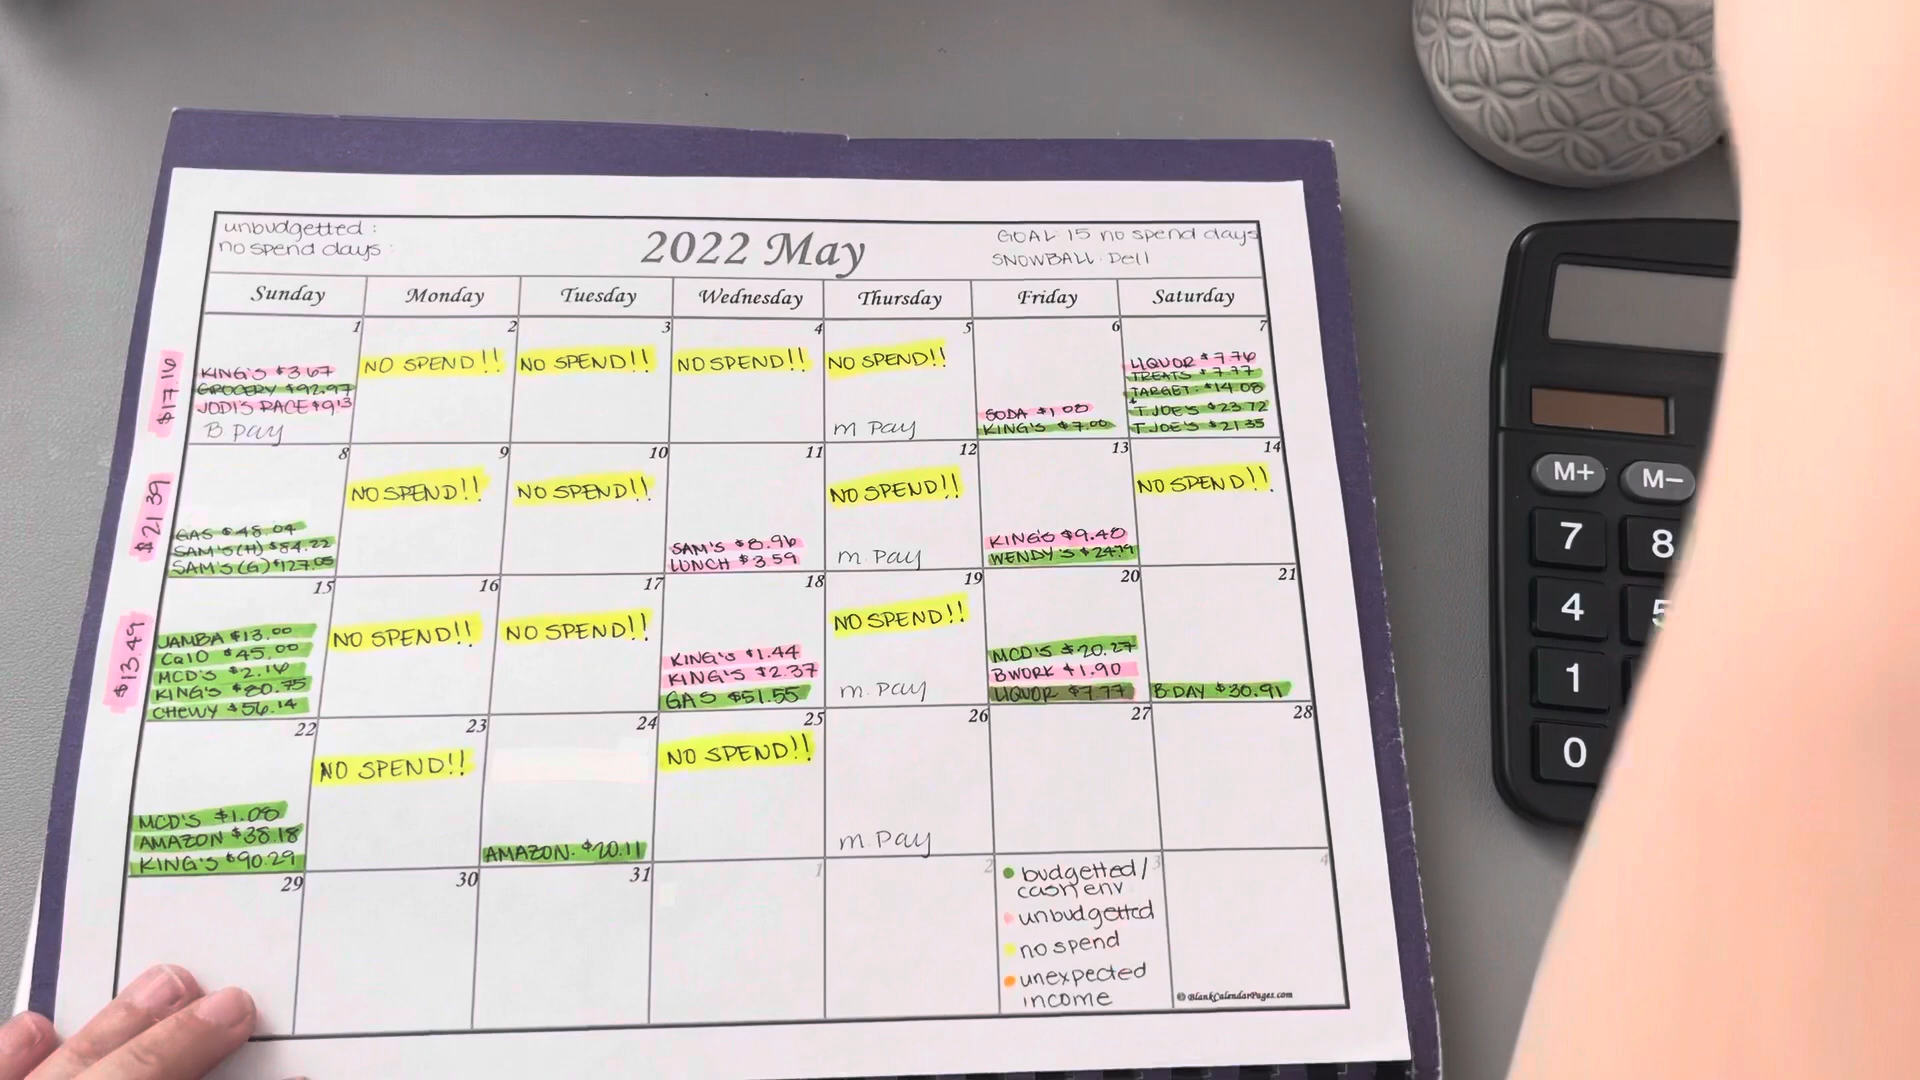 unbudgetted :
no spend days :
2022 May
GOAL: 15 no spend days
SNOWBALL: Dell
Sunday Monday Tuesday Wednesday Thursday Friday Saturday
1 2 3 4 5 6 7
$17.16
KING'S $3.67
GROCERY $92.97
JODI'S RACE $9.13
B Pay
NO SPEND!!
NO SPEND!!
NO SPEND!!
NO SPEND!!
m Pay
SODA $1.08
KING'S $7.00
LIQUOR $7.76
TREATS $7.77
TARGET $14.08
T.JOE'S $23.72
T.JOE'S $21.35
8 9 10 11 12 13 14
$21.39
GAS $48.04
SAM'S(H) $84.22
SAM'S(G) $127.05
NO SPEND!!
NO SPEND!!
SAM'S $8.96
LUNCH $3.59
NO SPEND!!
m Pay
KING'S $9.48
WENDY'S $24.79
NO SPEND!!
15 16 17 18 19 20 21
$13.49
JAMBA $13.00
CaIO $45.00
MCD'S $2.16
KING'S $80.75
CHEWY $56.14
NO SPEND!!
NO SPEND!!
KING'S $1.44
KING'S $2.37
GAS $51.55
NO SPEND!!
m. Pay
MCD'S $20.27
BWORK $1.90
LIQUOR $7.77
B-DAY $30.91
22 23 24 25 26 27 28
MCD'S $1.08
AMAZON $38.18
KING'S $90.29
NO SPEND!!
AMAZON. $20.11
NO SPEND!!
m. Pay
29 30 31 1 2 3 4
budgetted/
cash env
unbudgetted
no spend
unexpected
income
© BlankCalendarPages.com
M+ M−
7 8
4 5
1
0